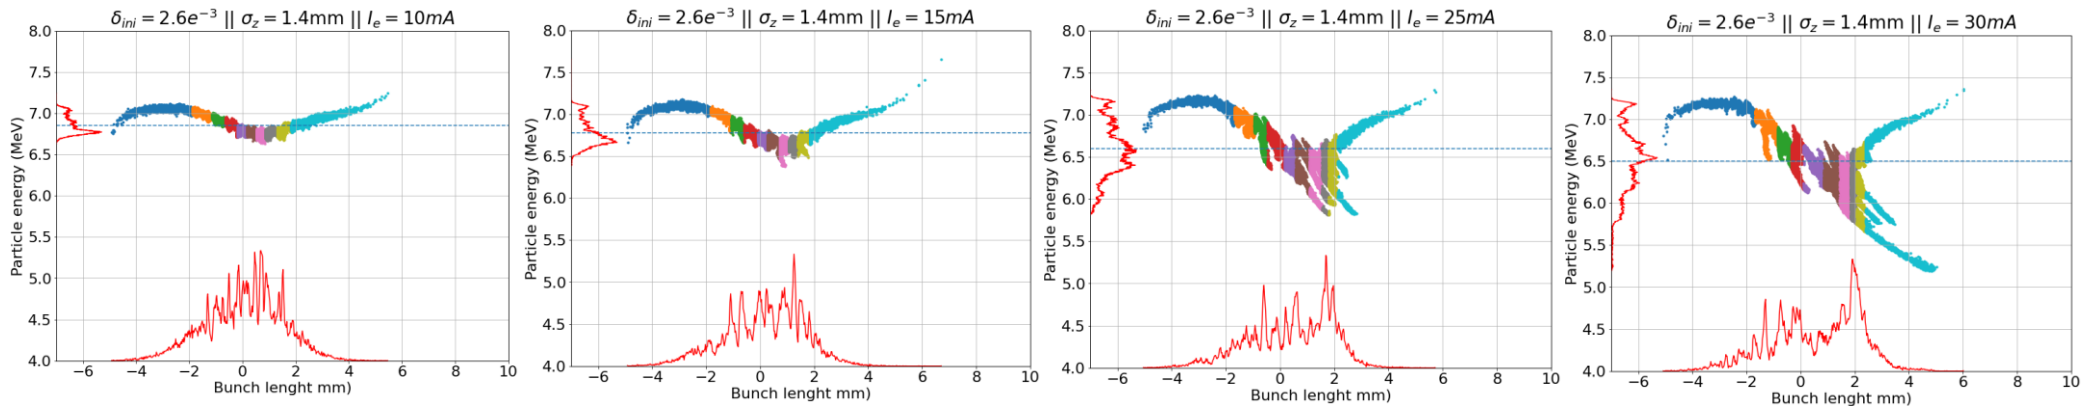 δ_ini = 2.6e⁻³ || σ_z = 1.4mm || I_e = 10mA
8.0
7.5
7.0
6.5
6.0
5.5
5.0
4.5
4.0
Particle energy (MeV)
−6 −4 −2 0 2 4 6 8 10
Bunch lenght mm)
δ_ini = 2.6e⁻³ || σ_z = 1.4mm || I_e = 15mA
8.0
7.5
7.0
6.5
6.0
5.5
5.0
4.5
4.0
Particle energy (MeV)
−6 −4 −2 0 2 4 6 8 10
Bunch lenght mm)
δ_ini = 2.6e⁻³ || σ_z = 1.4mm || I_e = 25mA
8.0
7.5
7.0
6.5
6.0
5.5
5.0
4.5
4.0
Particle energy (MeV)
−6 −4 −2 0 2 4 6 8 10
Bunch lenght mm)
δ_ini = 2.6e⁻³ || σ_z = 1.4mm || I_e = 30mA
8.0
7.5
7.0
6.5
6.0
5.5
5.0
4.5
4.0
Particle energy (MeV)
−6 −4 −2 0 2 4 6 8 10
Bunch lenght mm)